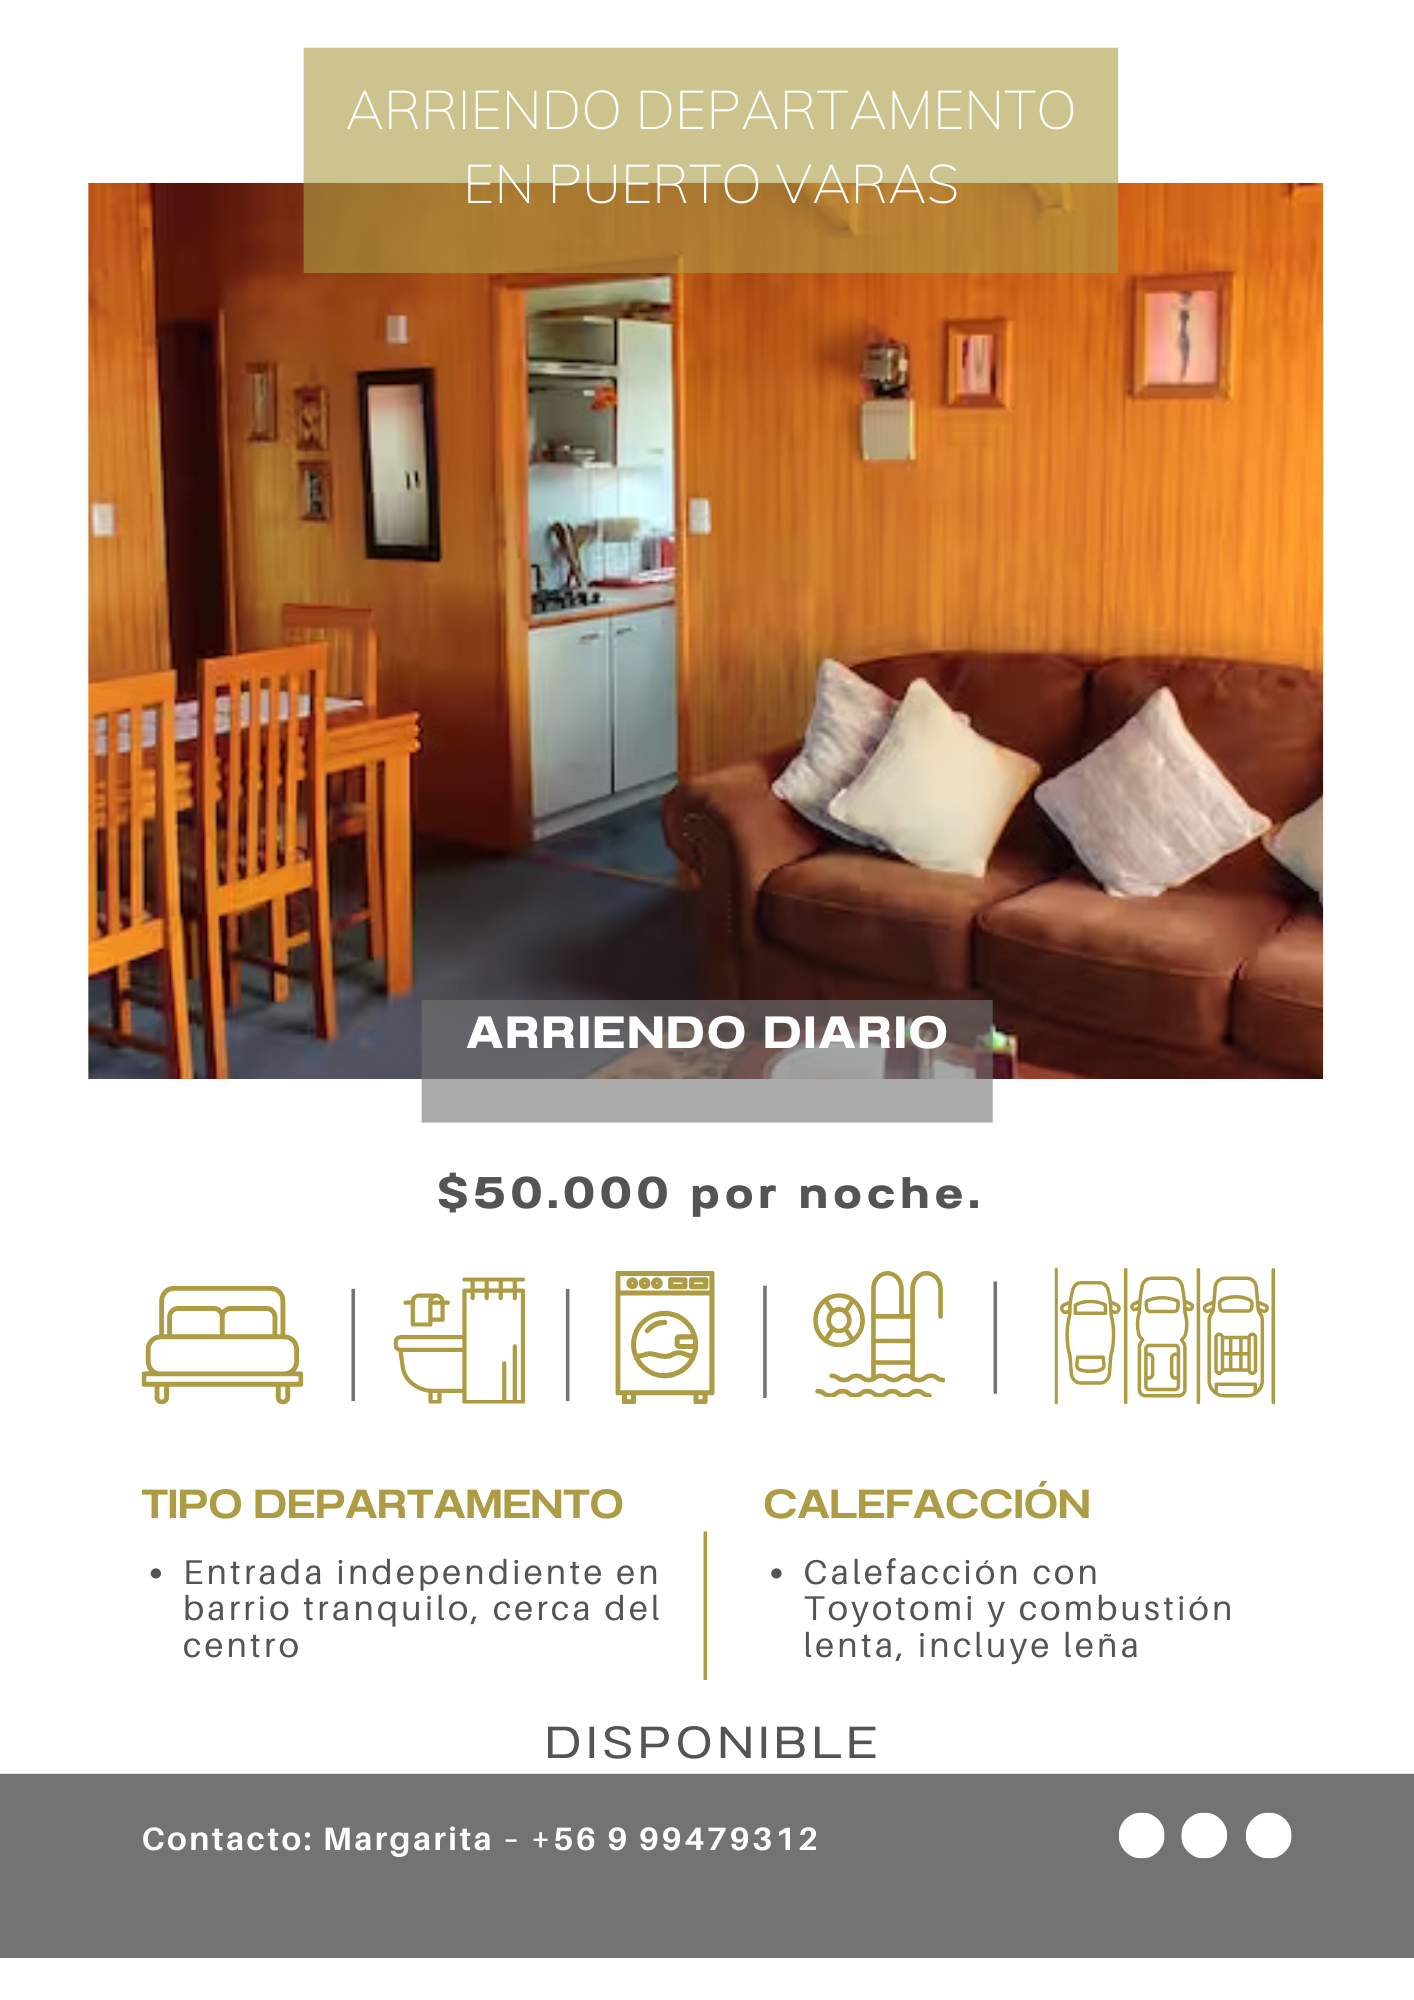 ARRIENDO DEPARTAMENTO
EN PUERTO VARAS
ARRIENDO DIARIO
$50.000 por noche.
TIPO DEPARTAMENTO
• Entrada independiente en
barrio tranquilo, cerca del
centro
CALEFACCIÓN
• Calefacción con
Toyotomi y combustión
lenta, incluye leña
DISPONIBLE
Contacto: Margarita - +56 9 99479312